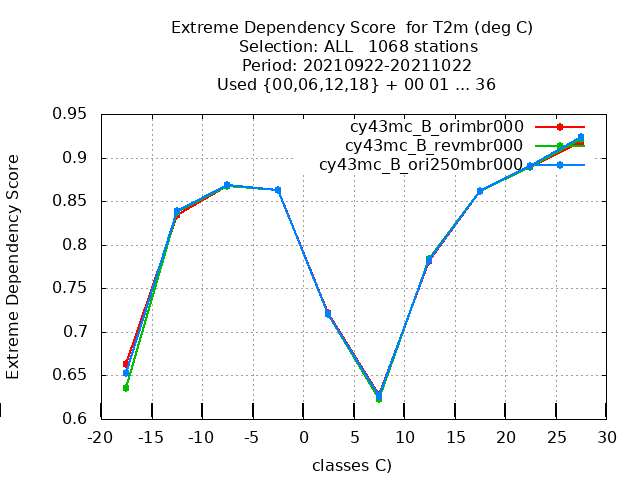 Extreme Dependency Score  for T2m (deg C)
Selection: ALL   1068 stations
Period: 20210922-20211022
Used {00,06,12,18} + 00 01 ... 36
cy43mc_B_orimbr000
cy43mc_B_revmbr000
cy43mc_B_ori250mbr000
Extreme Dependency Score
0.95
0.9
0.85
0.8
0.75
0.7
0.65
0.6
-20 -15 -10 -5 0 5 10 15 20 25 30
classes C)